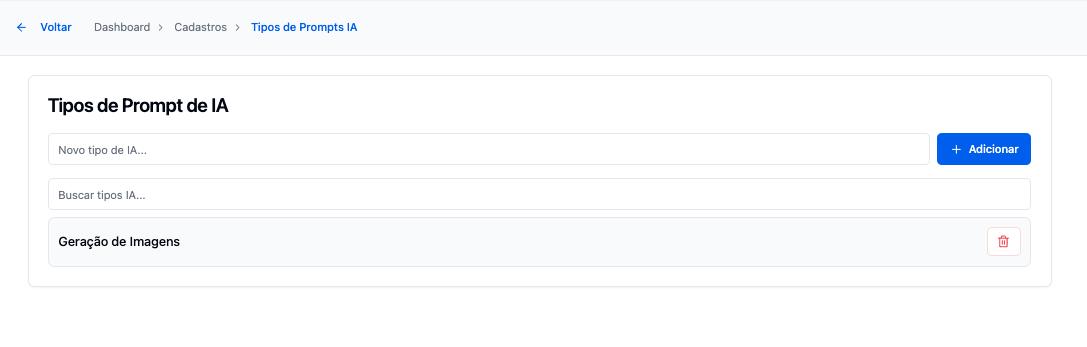 Voltar Dashboard Cadastros Tipos de Prompts IA
Tipos de Prompt de IA
Novo tipo de IA...
Adicionar
Buscar tipos IA...
Geração de Imagens